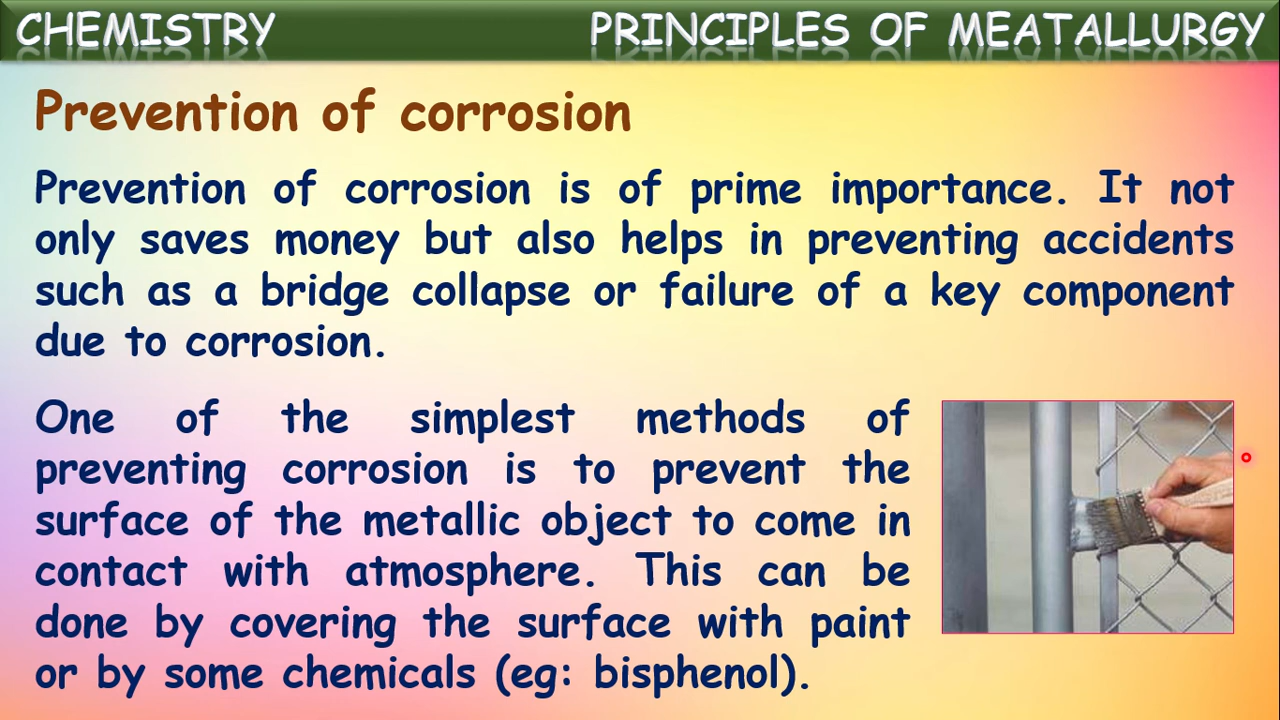 CHEMISTRY PRINCIPLES OF MEATALLURGY
Prevention of corrosion
Prevention of corrosion is of prime importance. It not
only saves money but also helps in preventing accidents
such as a bridge collapse or failure of a key component
due to corrosion.
One of the simplest methods of
preventing corrosion is to prevent the
surface of the metallic object to come in
contact with atmosphere. This can be
done by covering the surface with paint
or by some chemicals (eg: bisphenol).